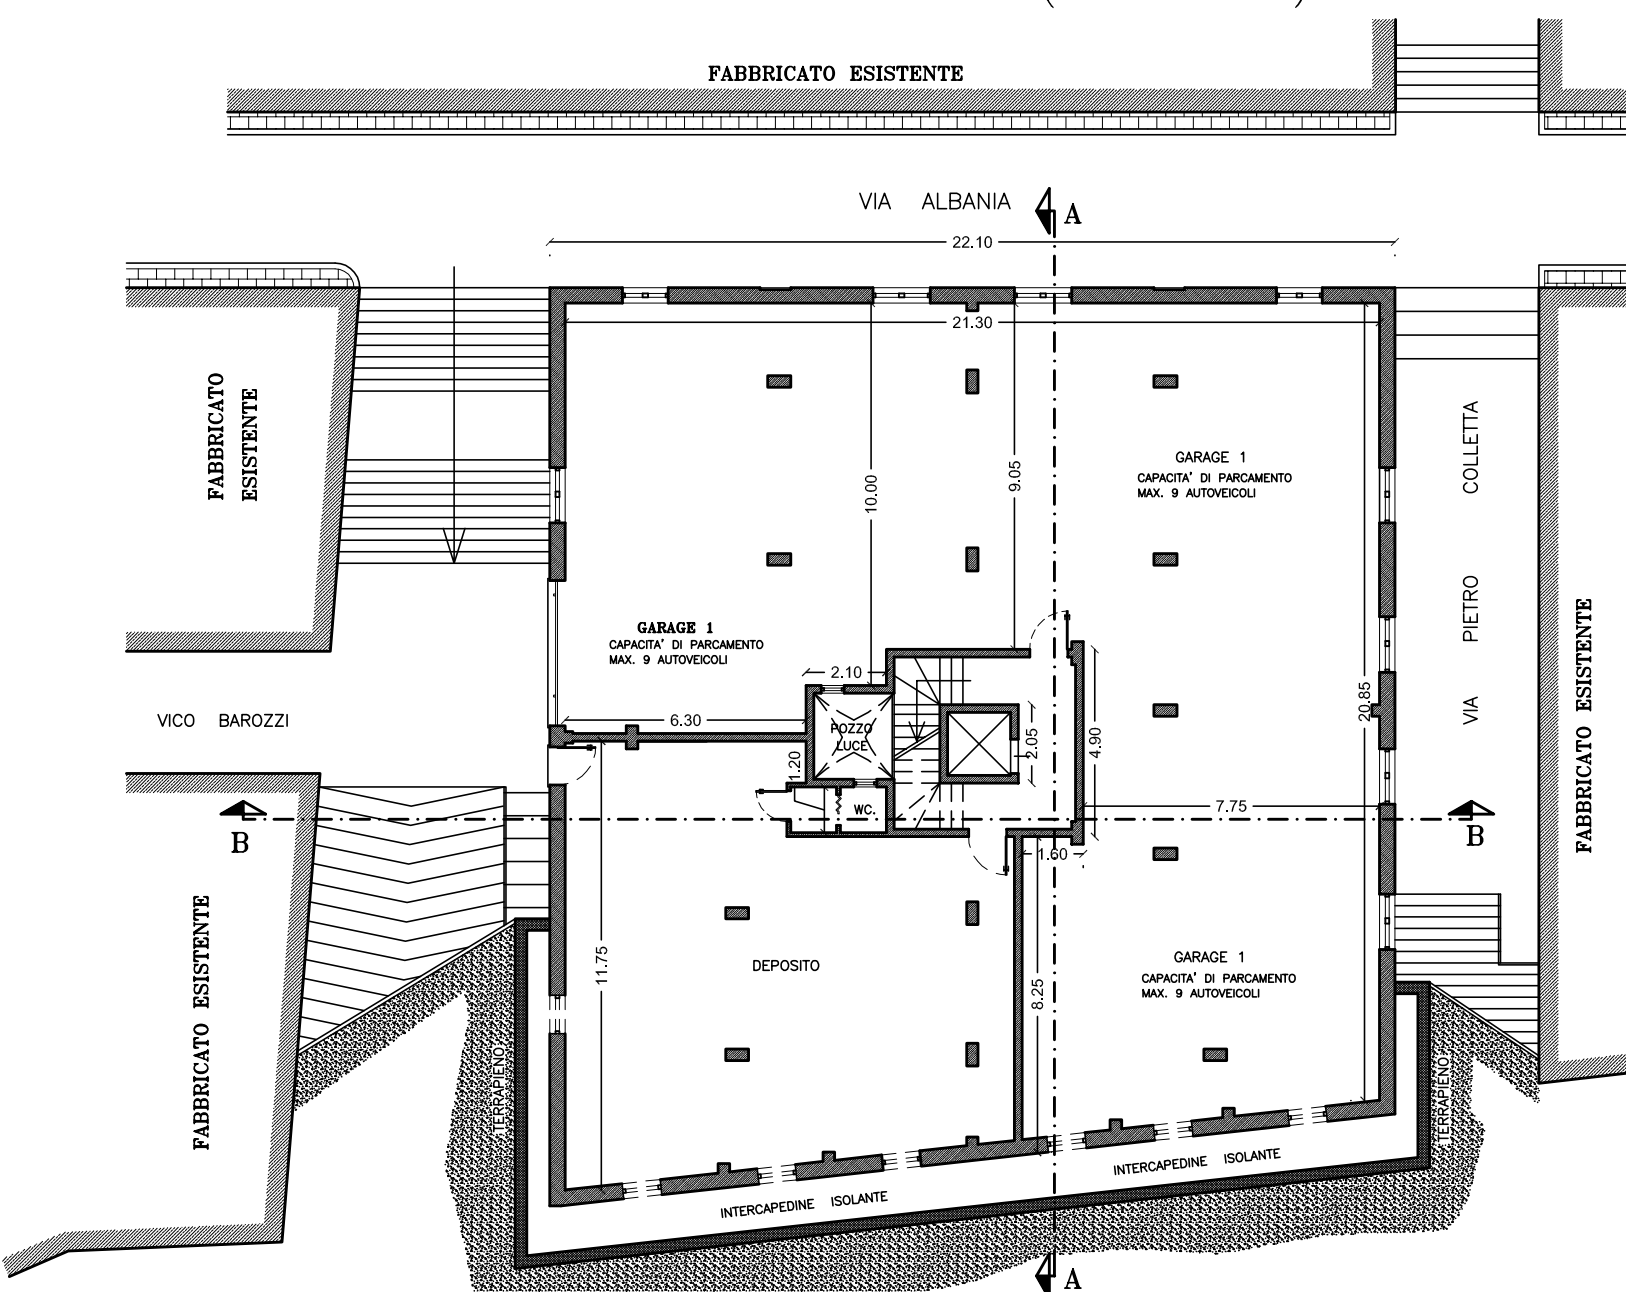 FABBRICATO ESISTENTE
VIA ALBANIA
A
22.10
21.30
FABBRICATO
ESISTENTE
10.00
9.05
GARAGE 1
CAPACITA' DI PARCAMENTO
MAX. 9 AUTOVEICOLI
VIA PIETRO COLLETTA
FABBRICATO ESISTENTE
GARAGE 1
CAPACITA' DI PARCAMENTO
MAX. 9 AUTOVEICOLI
2.10
20.85
VICO BAROZZI
6.30
POZZO
LUCE
2.05
4.90
1.20
7.75
WC.
B
B
1.60
FABBRICATO ESISTENTE
11.75
DEPOSITO
8.25
GARAGE 1
CAPACITA' DI PARCAMENTO
MAX. 9 AUTOVEICOLI
TERRAPIENO
TERRAPIENO
INTERCAPEDINE ISOLANTE
INTERCAPEDINE ISOLANTE
A